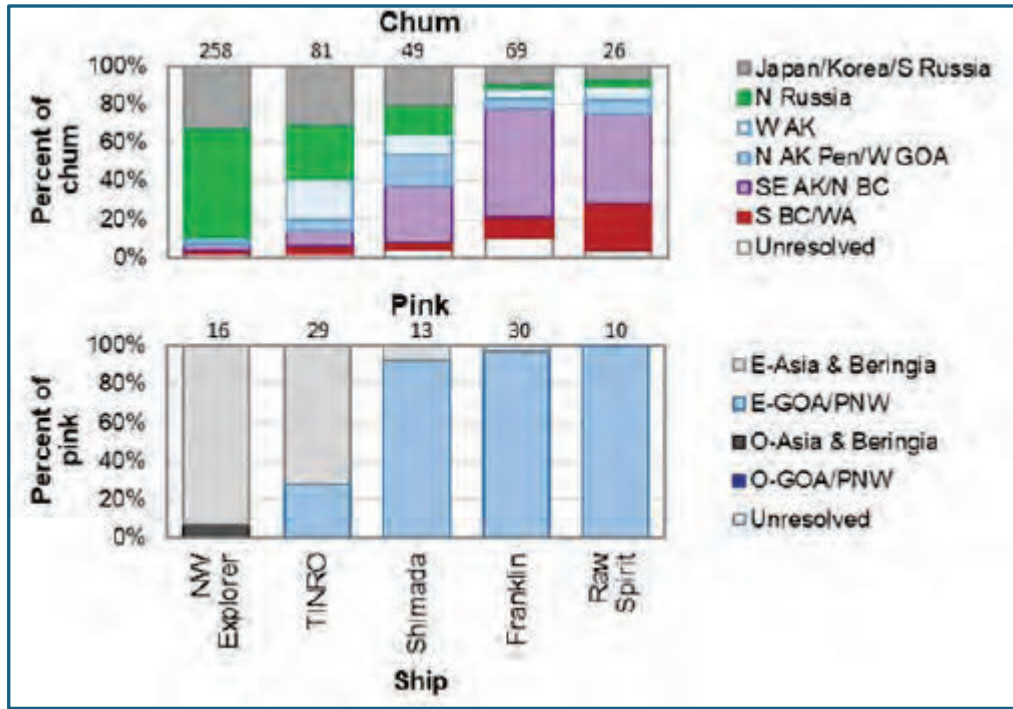 Chum
258 81 49 69 26
100%
80%
60%
40%
20%
0%
Percent of
chum
Japan/Korea/S Russia
N Russia
W AK
N AK Pen/W GOA
SE AK/N BC
S BC/WA
Unresolved
Pink
16 29 13 30 10
100%
80%
60%
40%
20%
0%
Percent of
pink
E-Asia & Beringia
E-GOA/PNW
O-Asia & Beringia
O-GOA/PNW
Unresolved
NW
Explorer
TINRO
Shimada
Franklin
Raw
Spirit
Ship